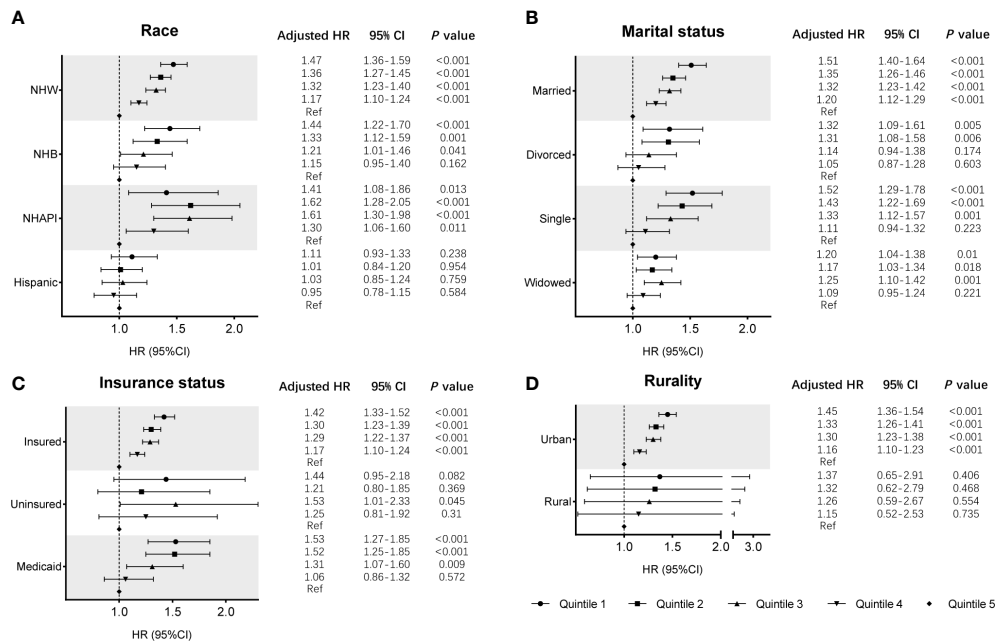 A
Race
Adjusted HR 95% CI P value
NHW
1.47 1.36-1.59 <0.001
1.36 1.27-1.45 <0.001
1.32 1.23-1.40 <0.001
1.17 1.10-1.24 <0.001
Ref
NHB
1.44 1.22-1.70 <0.001
1.33 1.12-1.59 0.001
1.21 1.01-1.46 0.041
1.15 0.95-1.40 0.162
Ref
NHAPI
1.41 1.08-1.86 0.013
1.62 1.28-2.05 <0.001
1.61 1.30-1.98 <0.001
1.30 1.06-1.60 0.011
Ref
Hispanic
1.11 0.93-1.33 0.238
1.01 0.84-1.20 0.954
1.03 0.85-1.24 0.759
0.95 0.78-1.15 0.584
Ref
1.0 1.5 2.0
HR (95%CI)
B
Marital status
Adjusted HR 95% CI P value
Married
1.51 1.40-1.64 <0.001
1.35 1.26-1.46 <0.001
1.32 1.23-1.42 <0.001
1.20 1.12-1.29 <0.001
Ref
Divorced
1.32 1.09-1.61 0.005
1.31 1.08-1.58 0.006
1.14 0.94-1.38 0.174
1.05 0.87-1.28 0.603
Ref
Single
1.52 1.29-1.78 <0.001
1.43 1.22-1.69 <0.001
1.33 1.12-1.57 0.001
1.11 0.94-1.32 0.223
Ref
Widowed
1.20 1.04-1.38 0.01
1.17 1.03-1.34 0.018
1.25 1.10-1.42 0.001
1.09 0.95-1.24 0.221
Ref
1.0 1.5 2.0
HR (95%CI)
C
Insurance status
Adjusted HR 95% CI P value
Insured
1.42 1.33-1.52 <0.001
1.30 1.23-1.39 <0.001
1.29 1.22-1.37 <0.001
1.17 1.10-1.24 <0.001
Ref
Uninsured
1.44 0.95-2.18 0.082
1.21 0.80-1.85 0.369
1.53 1.01-2.33 0.045
1.25 0.81-1.92 0.31
Ref
Medicaid
1.53 1.27-1.85 <0.001
1.52 1.25-1.85 <0.001
1.31 1.07-1.60 0.009
1.06 0.86-1.32 0.572
Ref
1.0 1.5 2.0
HR (95%CI)
D
Rurality
Adjusted HR 95% CI P value
Urban
1.45 1.36-1.54 <0.001
1.33 1.26-1.41 <0.001
1.30 1.23-1.38 <0.001
1.16 1.10-1.23 <0.001
Ref
Rural
1.37 0.65-2.91 0.406
1.32 0.62-2.79 0.468
1.26 0.59-2.67 0.554
1.15 0.52-2.53 0.735
Ref
1.0 1.5 2.0 3.0
HR (95%CI)
Quintile 1 Quintile 2 Quintile 3 Quintile 4 Quintile 5